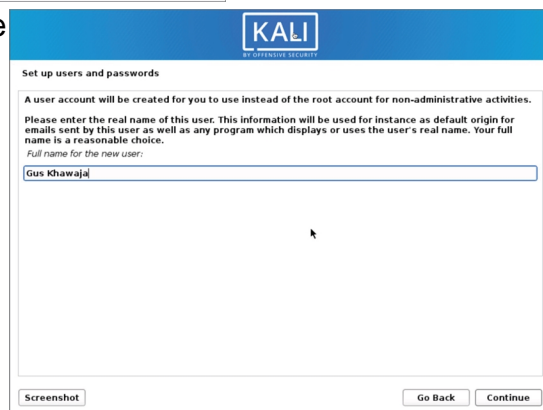 e
KALI
BY OFFENSIVE SECURITY
Set up users and passwords
A user account will be created for you to use instead of the root account for non-administrative activities.
Please enter the real name of this user. This information will be used for instance as default origin for
emails sent by this user as well as any program which displays or uses the user's real name. Your full
name is a reasonable choice.
Full name for the new user:
Gus Khawaja
Screenshot
Go Back
Continue